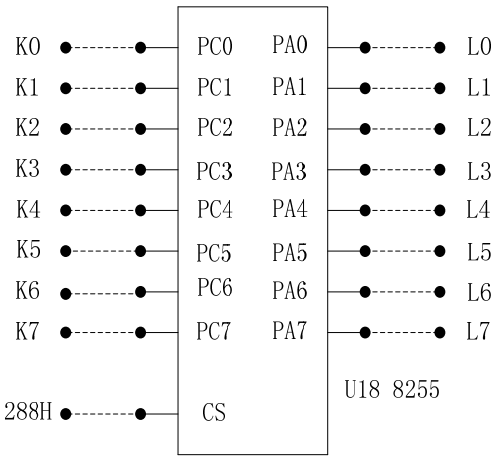 K0 PC0 PA0 L0
K1 PC1 PA1 L1
K2 PC2 PA2 L2
K3 PC3 PA3 L3
K4 PC4 PA4 L4
K5 PC5 PA5 L5
K6 PC6 PA6 L6
K7 PC7 PA7 L7
U18 8255
288H CS